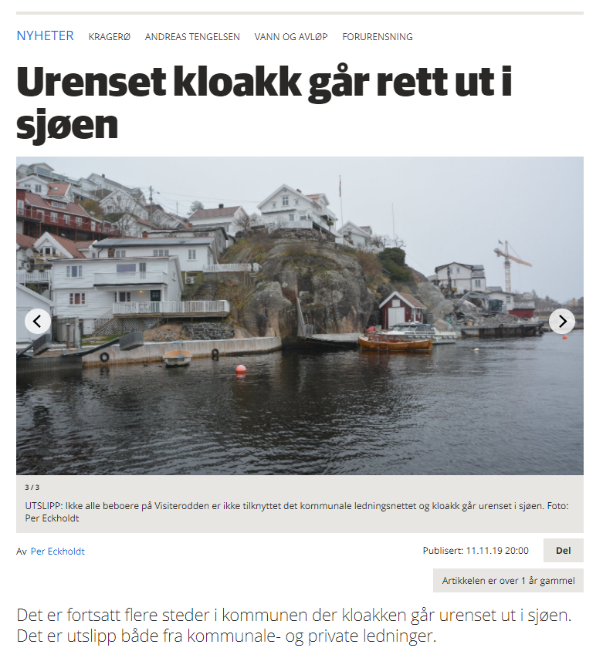 NYHETER KRAGERØ ANDREAS TENGELSEN VANN OG AVLØP FORURENSNING
Urenset kloakk går rett ut i
sjøen
3 / 3
UTSLIPP: Ikke alle beboere på Visiterodden er ikke tilknyttet det kommunale ledningsnettet og kloakk går urenset i sjøen. Foto:
Per Eckholdt
Av Per Eckholdt Publisert: 11.11.19 20:00 Del
Artikkelen er over 1 år gammel
Det er fortsatt flere steder i kommunen der kloakken går urenset ut i sjøen.
Det er utslipp både fra kommunale- og private ledninger.